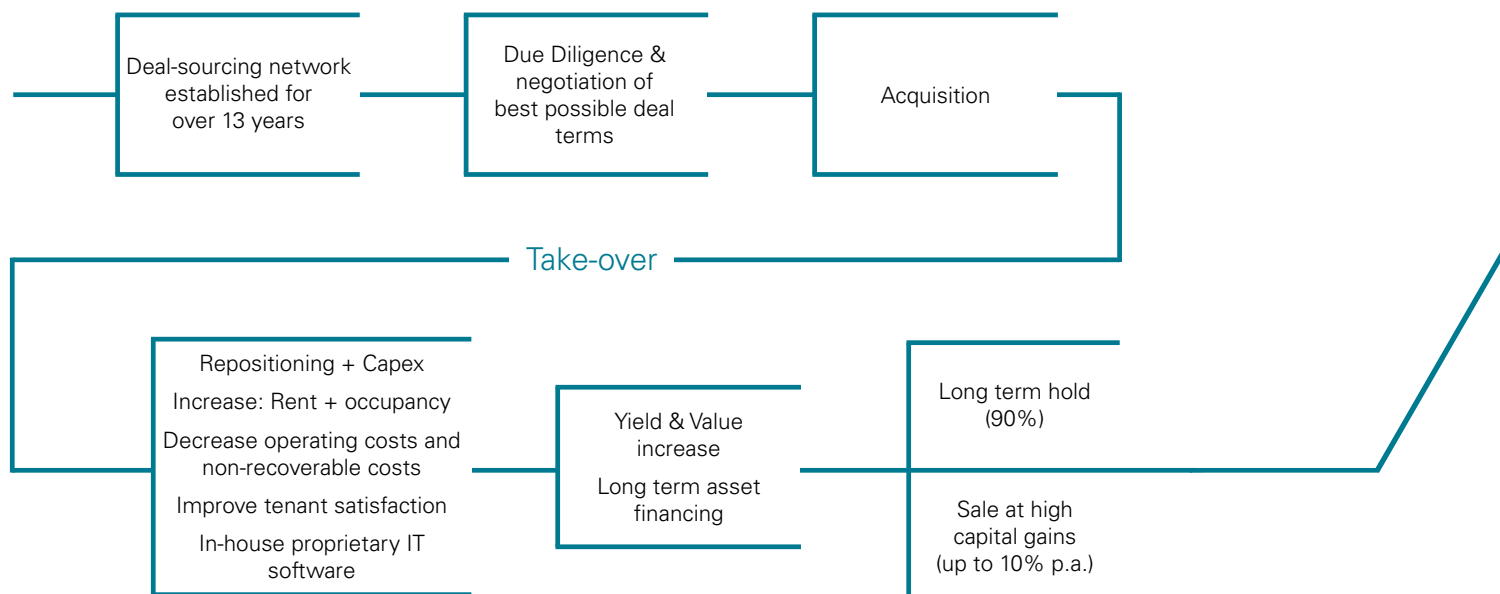 Deal-sourcing network
established for
over 13 years
Due Diligence &
negotiation of
best possible deal
terms
Acquisition
Take-over
Repositioning + Capex
Increase: Rent + occupancy
Decrease operating costs and
non-recoverable costs
Improve tenant satisfaction
In-house proprietary IT
software
Yield & Value
increase
Long term asset
financing
Long term hold
(90%)
Sale at high
capital gains
(up to 10% p.a.)